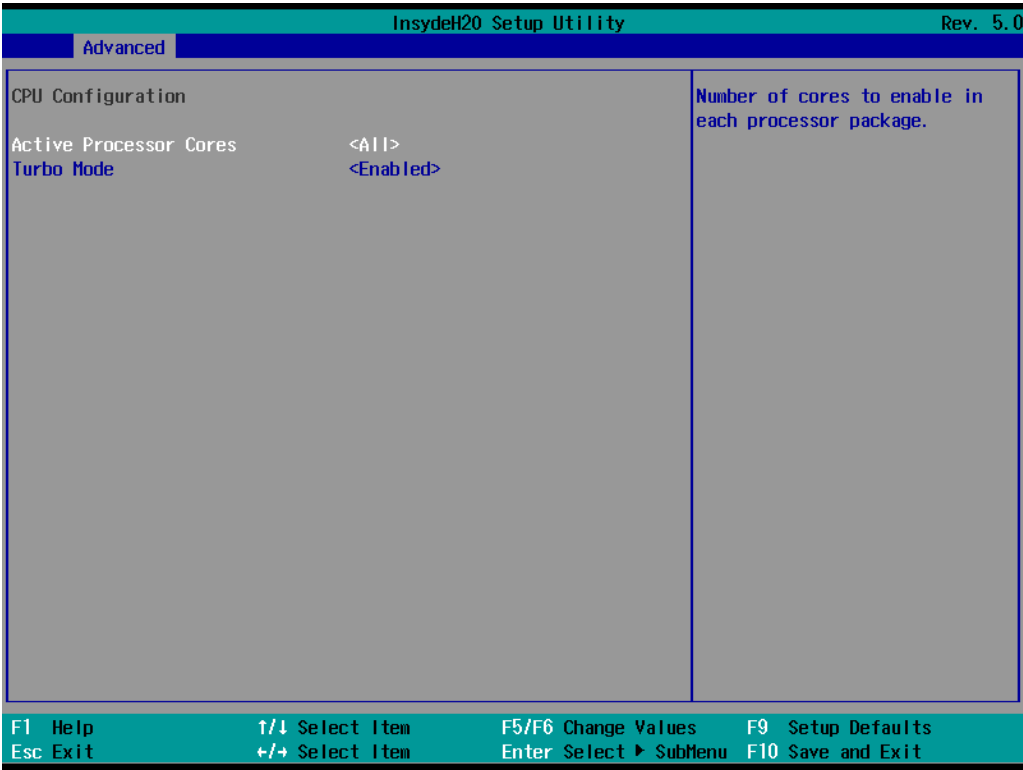 InsydeH20 Setup Utility Rev. 5.0
Advanced
CPU Configuration
Active Processor Cores <All>
Turbo Mode <Enabled>
Number of cores to enable in
each processor package.
F1 Help ↑/↓ Select Item F5/F6 Change Values F9 Setup Defaults
Esc Exit ←/→ Select Item Enter Select ▶ SubMenu F10 Save and Exit